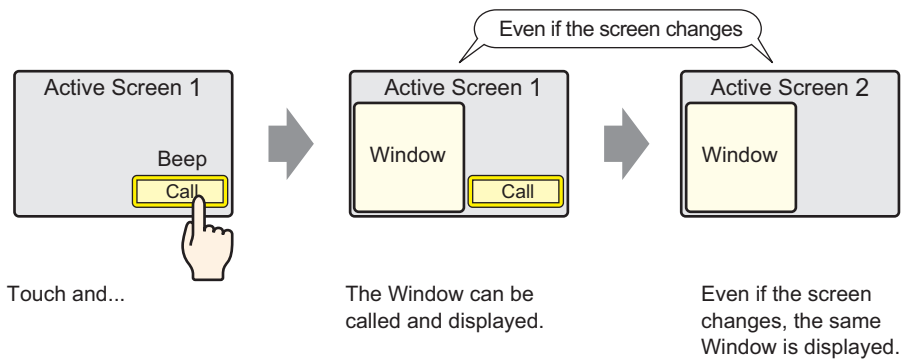 Even if the screen changes
Active Screen 1
Beep
Call
Active Screen 1
Window
Call
Active Screen 2
Window
Touch and...
The Window can be
called and displayed.
Even if the screen
changes, the same
Window is displayed.